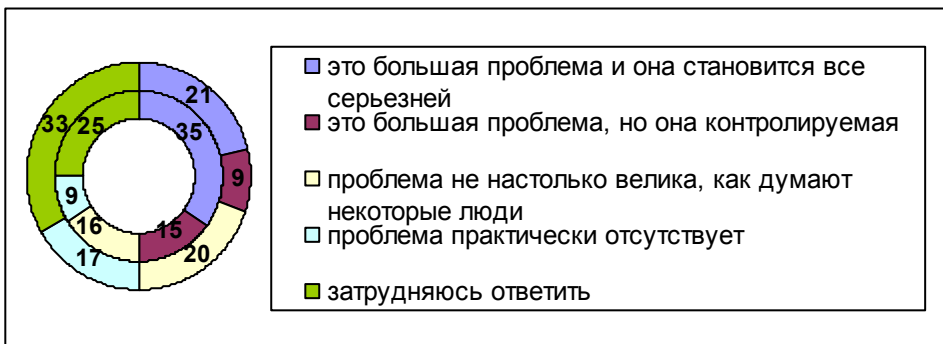 21
35
9
15
20
16
17
9
33
25
это большая проблема и она становится все
серьезней
это большая проблема, но она контролируемая
проблема не настолько велика, как думают
некоторые люди
проблема практически отсутствует
затрудняюсь ответить